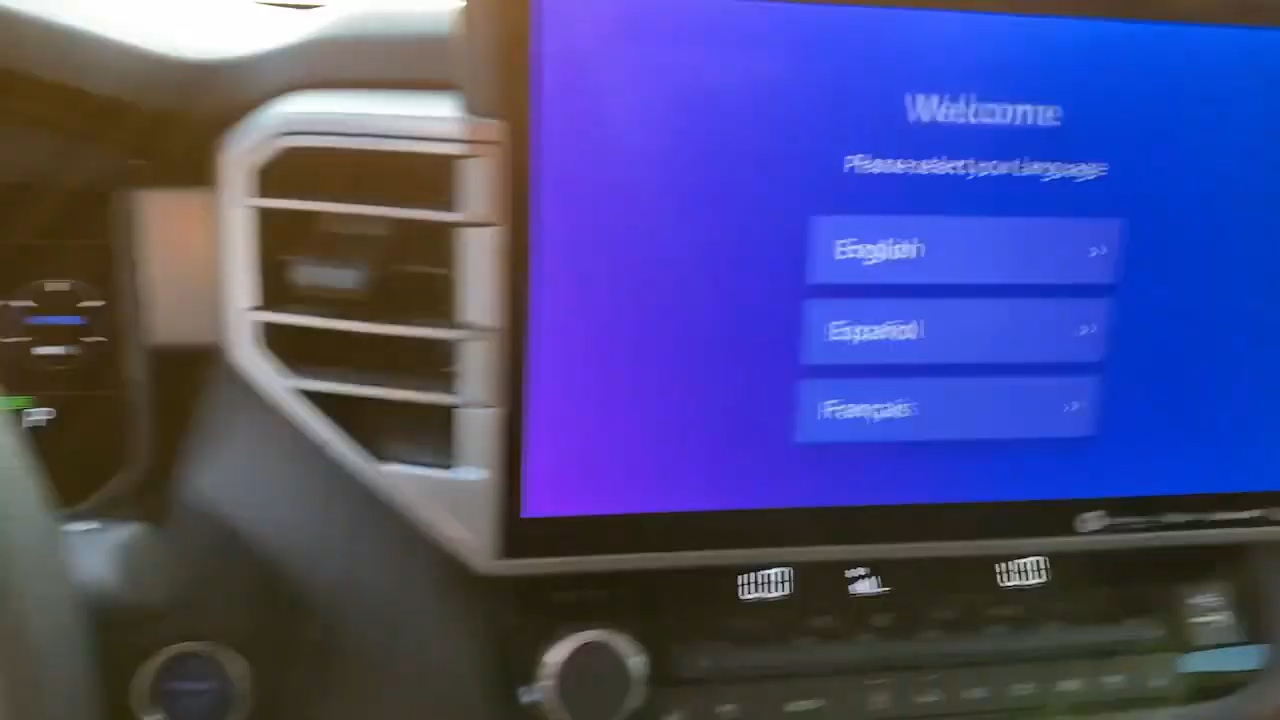 Welcome
Please select your language
English >>
Español >>
Français >>